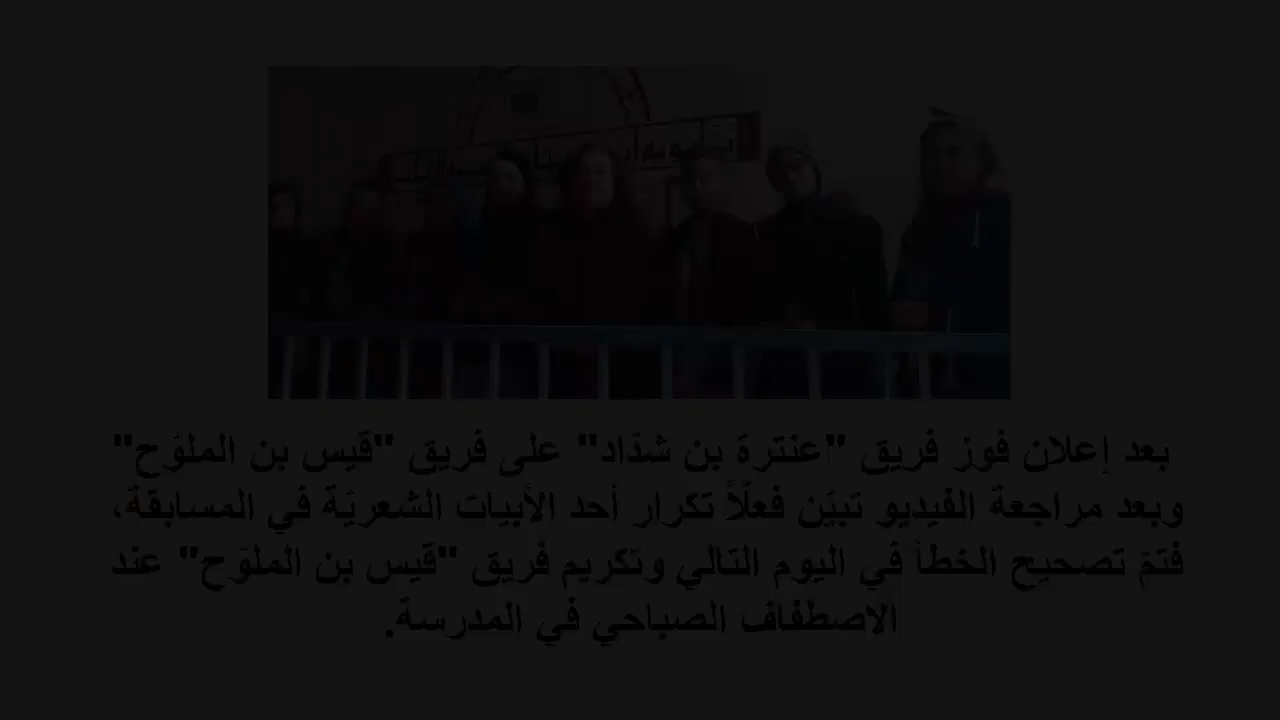 بعد إعلان فوز فريق "عنترة بن شدّاد" على فريق "قيس بن الملوّح"
وبعد مراجعة الفيديو تبيّن فعلًا تكرار أحد الأبيات الشعريّة في المسابقة،
فتمّ تصحيح الخطأ في اليوم التالي وتكريم فريق "قيس بن الملوّح" عند
الاصطفاف الصباحي في المدرسة.